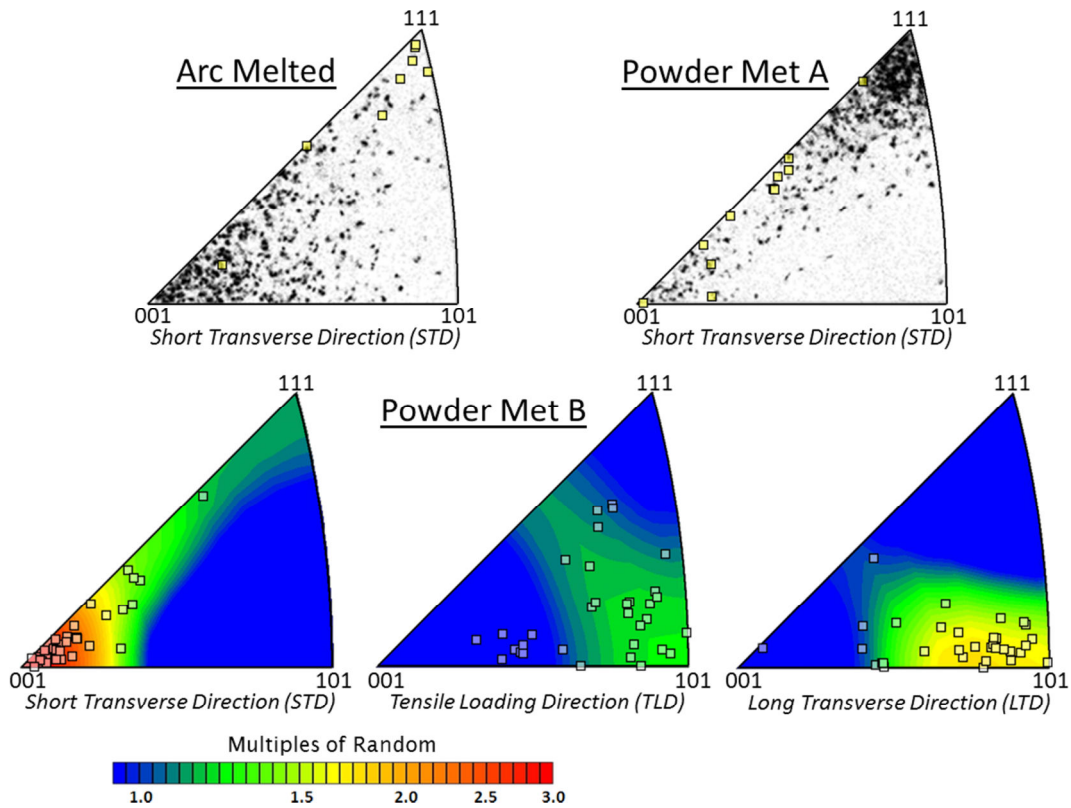 111
111
Arc Melted
Powder Met A
001
101
001
101
Short Transverse Direction (STD)
Short Transverse Direction (STD)
111
111
111
Powder Met B
001
101
001
101
001
101
Short Transverse Direction (STD)
Tensile Loading Direction (TLD)
Long Transverse Direction (LTD)
Multiples of Random
1.0
1.5
2.0
2.5
3.0